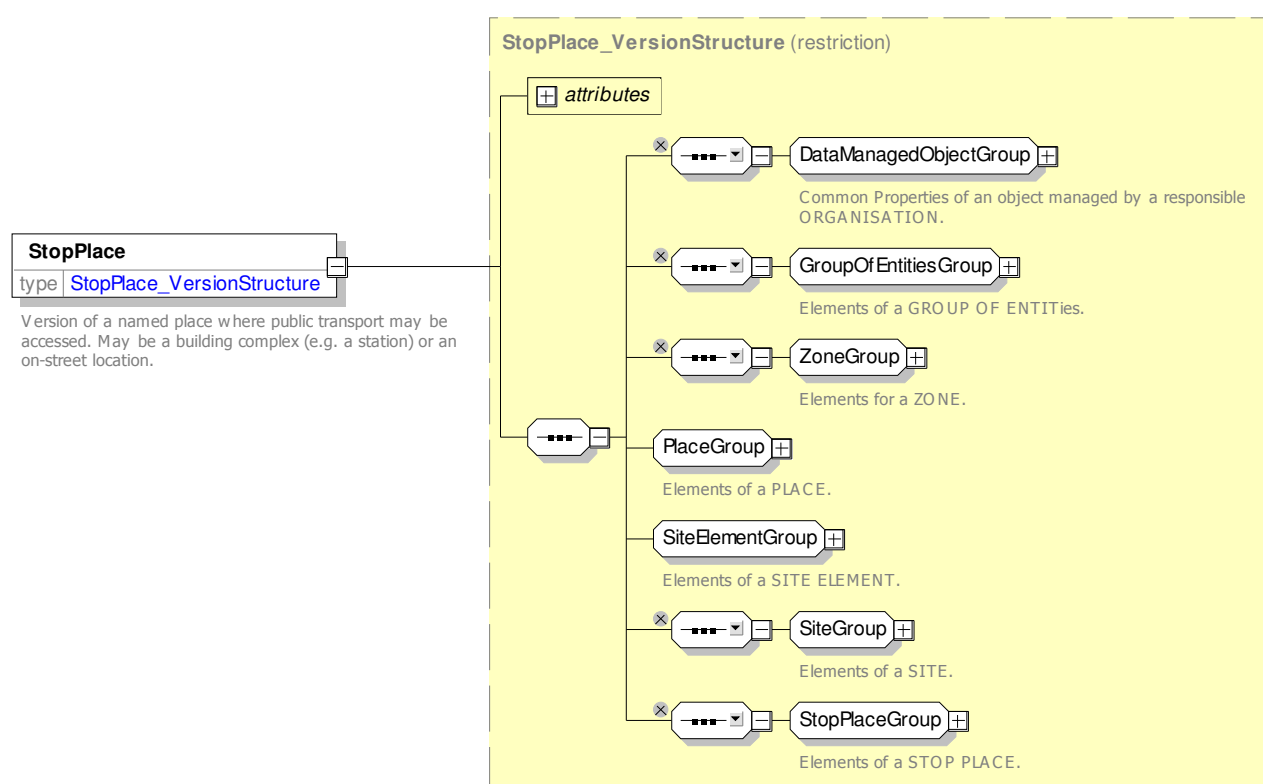 StopPlace_VersionStructure (restriction)
attributes
DataManagedObjectGroup
Common Properties of an object managed by a responsible
ORGANISATION.
StopPlace
type StopPlace_VersionStructure
Version of a named place where public transport may be
accessed. May be a building complex (e.g. a station) or an
on-street location.
GroupOfEntitiesGroup
Elements of a GROUP OF ENTITies.
ZoneGroup
Elements for a ZONE.
PlaceGroup
Elements of a PLACE.
SiteElementGroup
Elements of a SITE ELEMENT.
SiteGroup
Elements of a SITE.
StopPlaceGroup
Elements of a STOP PLACE.